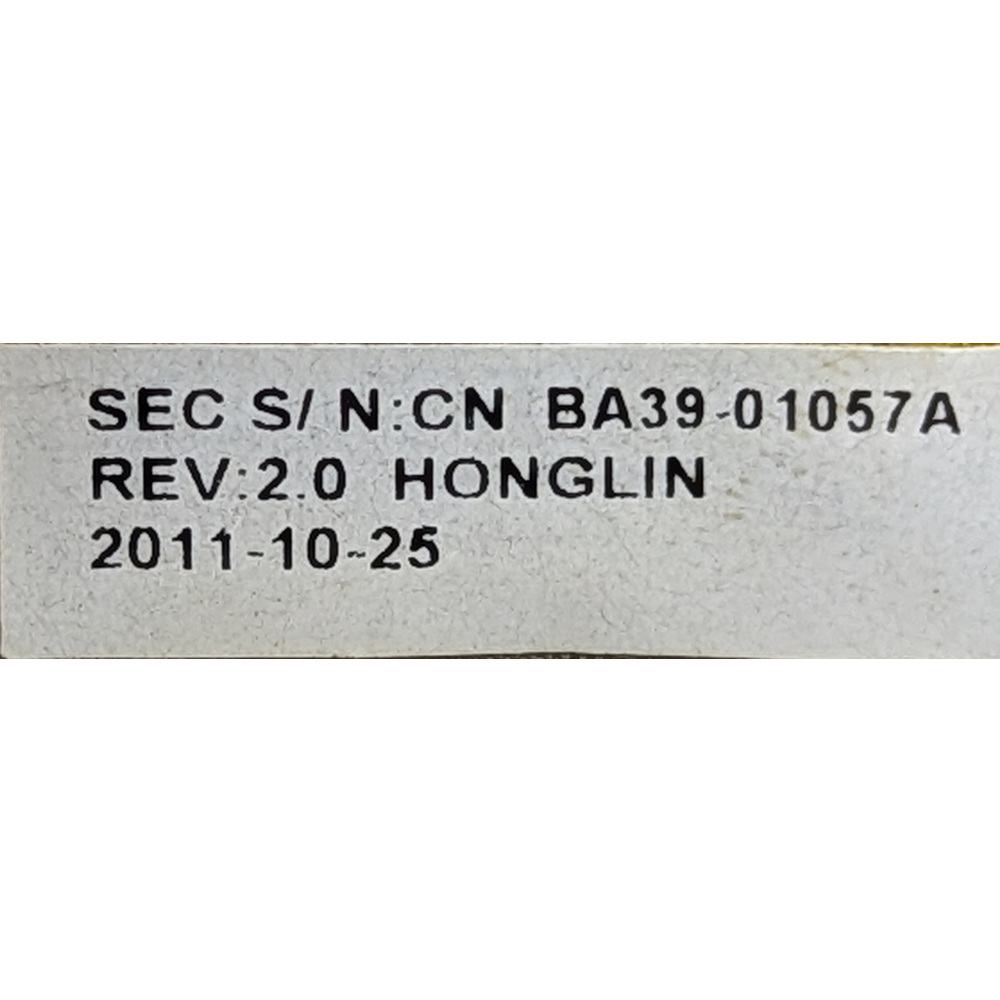 SEC S/ N:CN BA39-01057A
REV:2.0 HONGLIN
2011-10-25